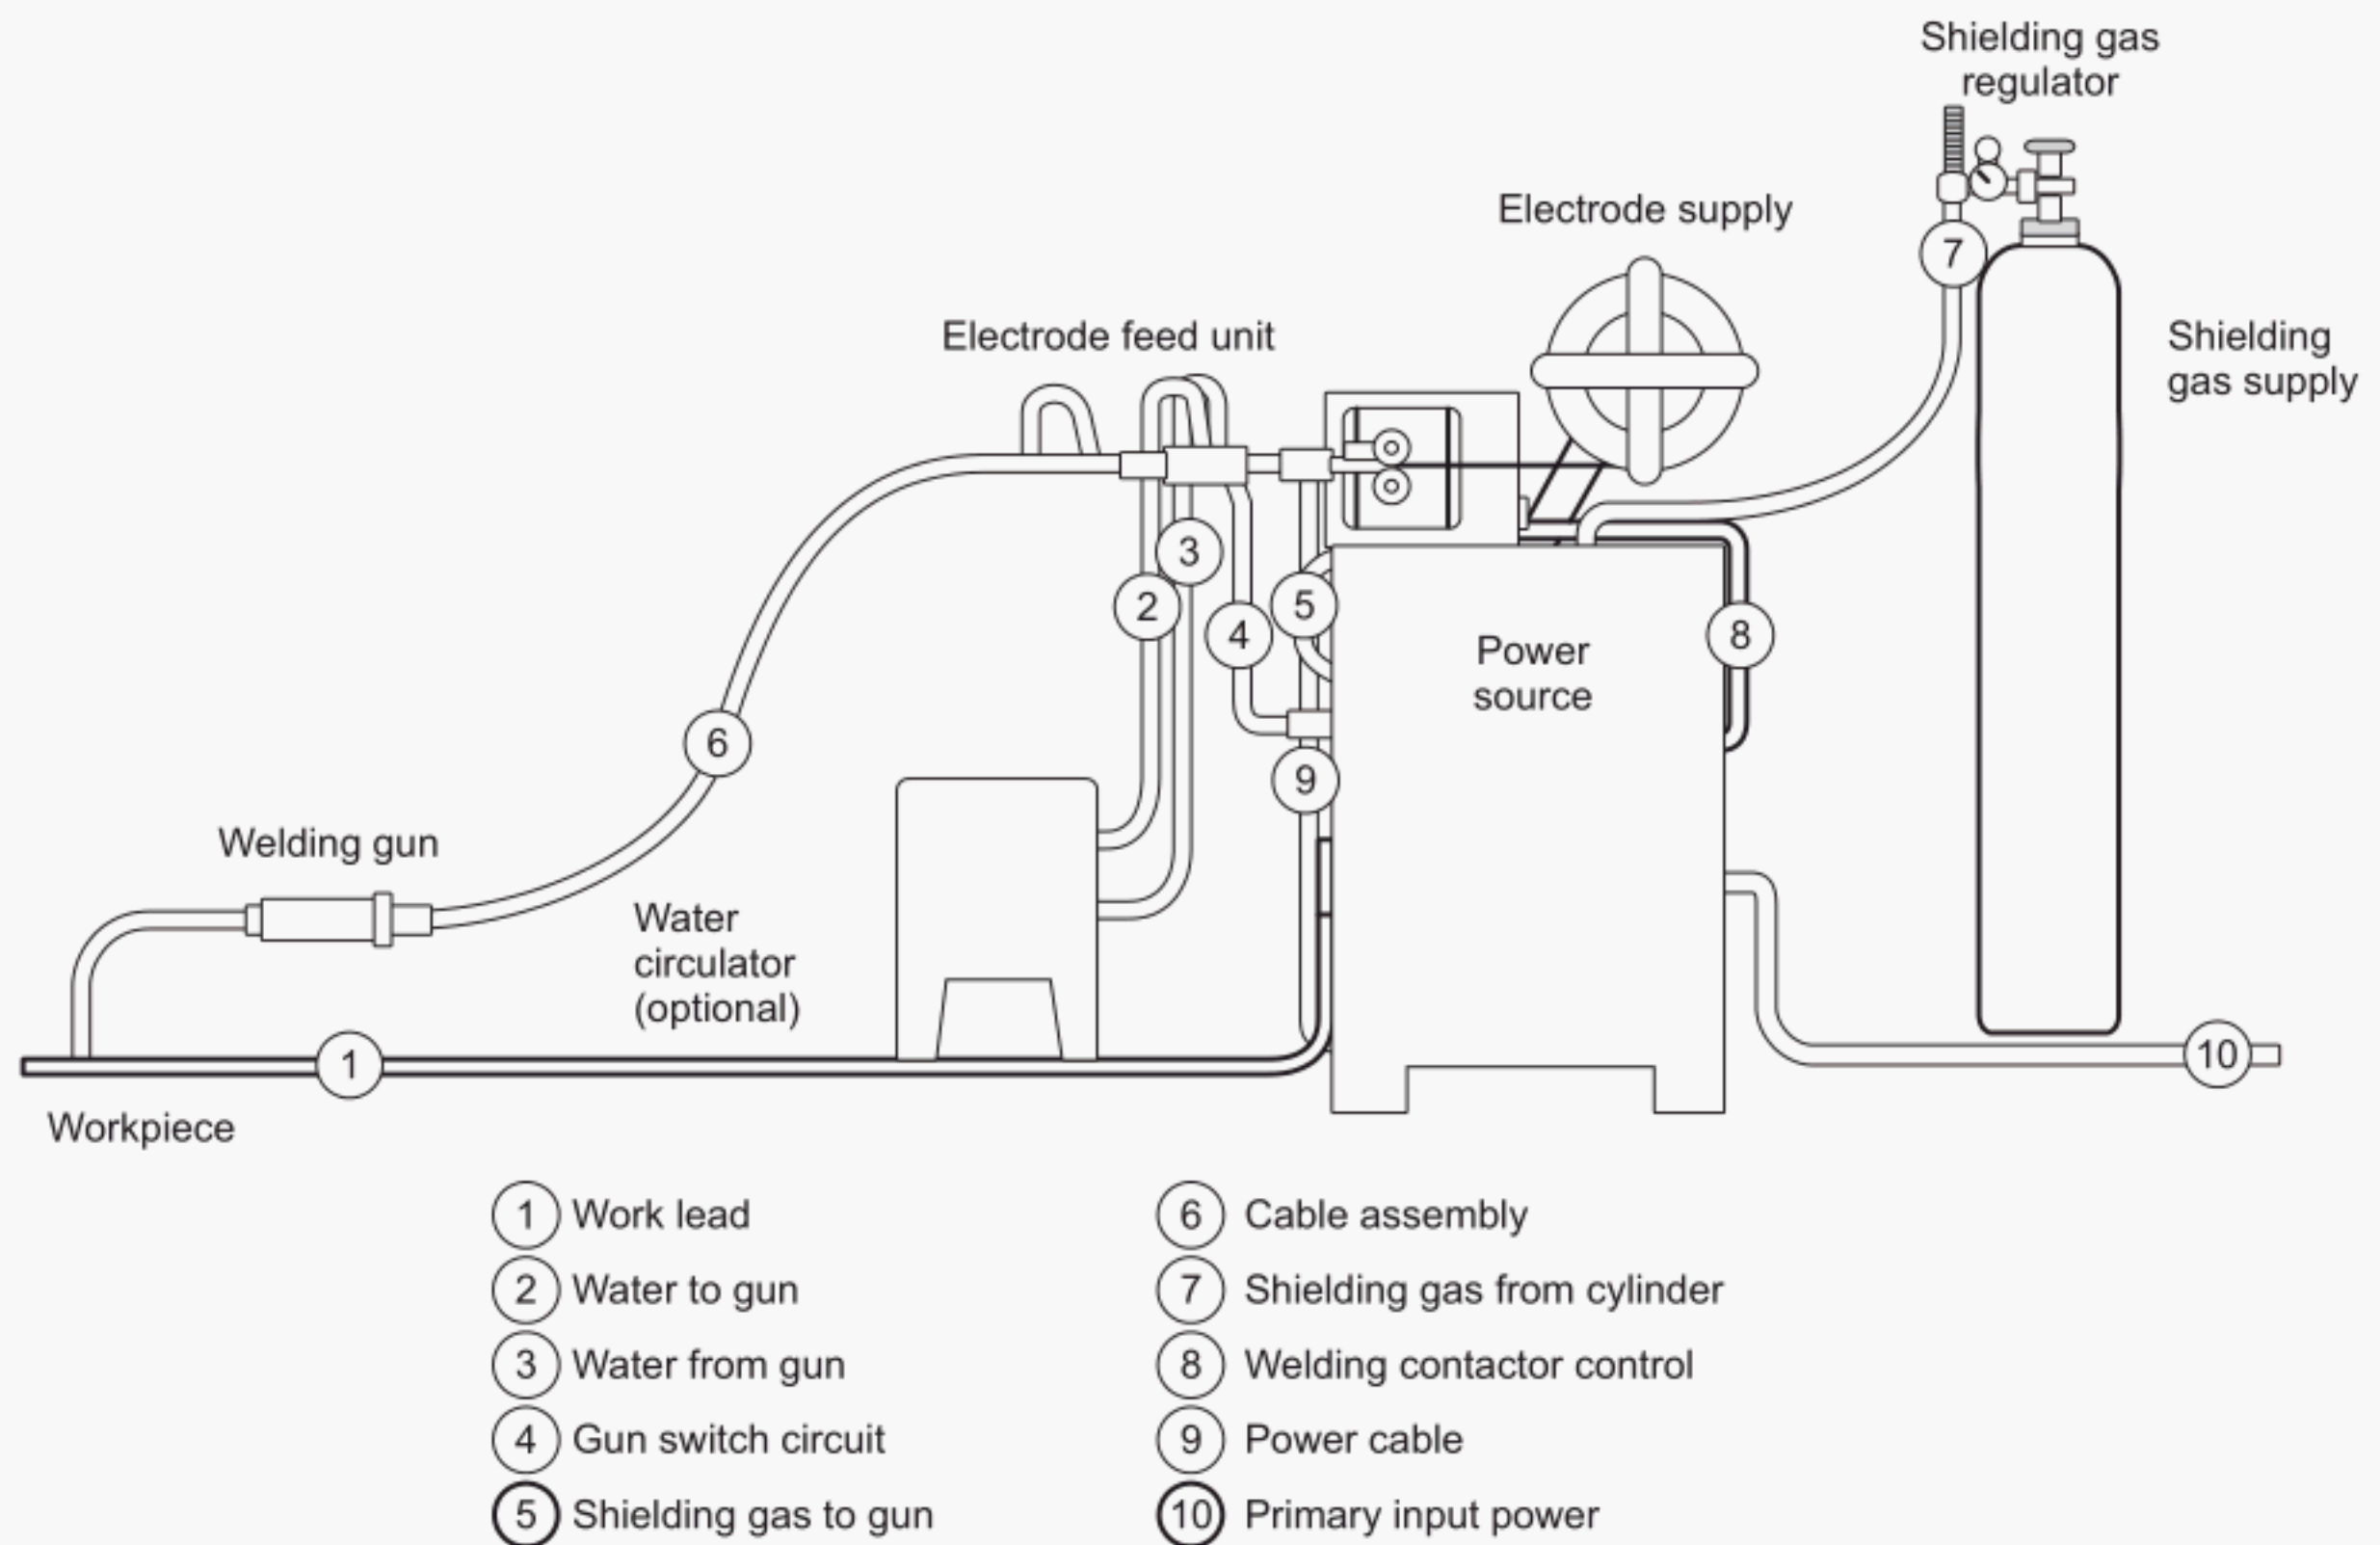 Shielding gas
regulator
Electrode supply
7
Electrode feed unit
Shielding
gas supply
3
2
5
4
8
Power
source
6
9
Welding gun
Water
circulator
(optional)
1
10
Workpiece
1 Work lead
6 Cable assembly
2 Water to gun
7 Shielding gas from cylinder
3 Water from gun
8 Welding contactor control
4 Gun switch circuit
9 Power cable
5 Shielding gas to gun
10 Primary input power